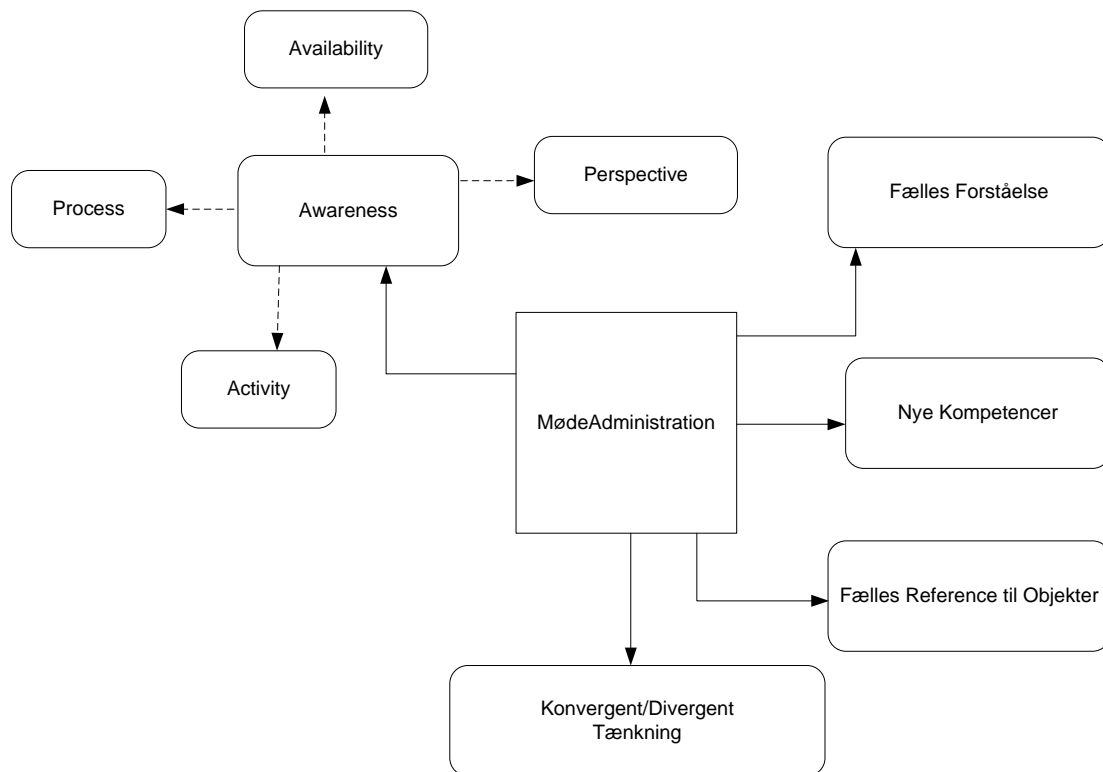 Availability
Perspective
Fælles Forståelse
Process
Awareness
Activity
MødeAdministration
Nye Kompetencer
Fælles Reference til Objekter
Konvergent/Divergent
Tænkning